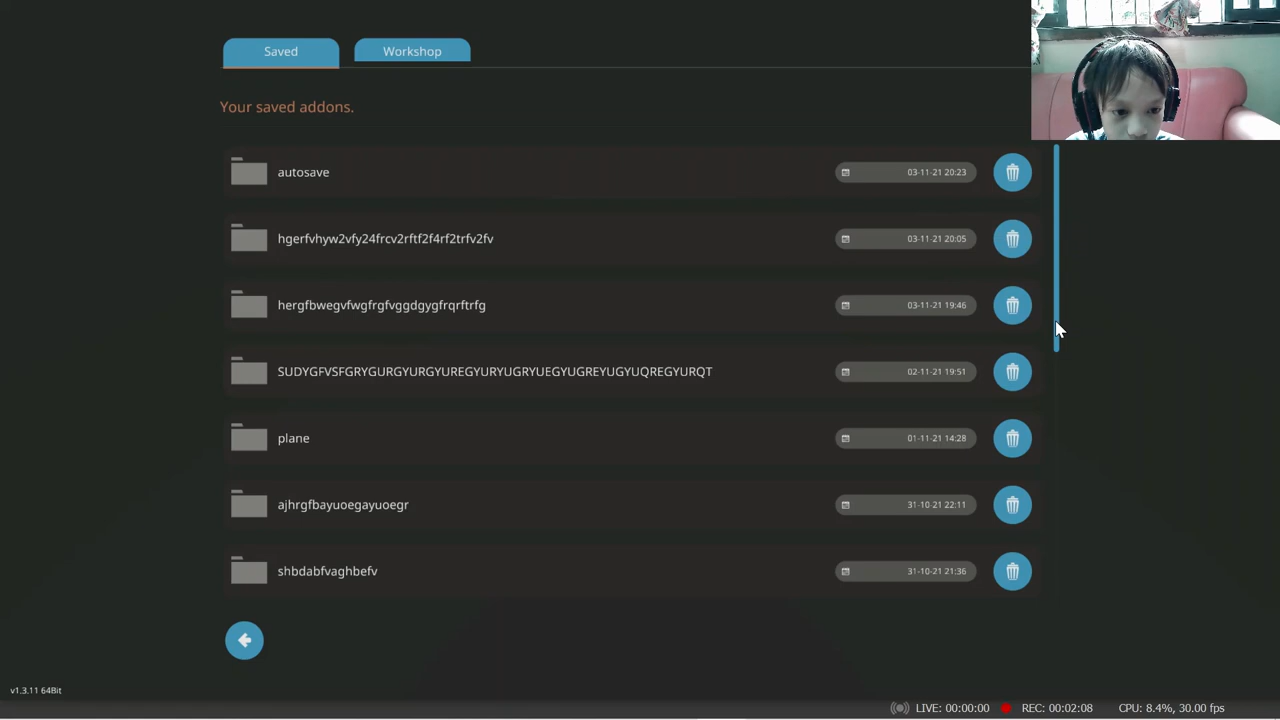 Saved
Workshop
Your saved addons.
autosave
03-11-21 20:23
hgerfvhyw2vfy24frcv2rftf2f4rf2trfv2fv
03-11-21 20:05
hergfbwegvfwgfrgfvggdgygfrqrftrfg
03-11-21 19:46
SUDYGFVSFGRYGURGYURGYUREGYURYUGRYUEGYUGREYUGYUQREGYURQT
02-11-21 19:51
plane
01-11-21 14:28
ajhrgfbayuoegayuoegr
31-10-21 22:11
shbdabfvaghbefv
31-10-21 21:36
v1.3.11 64Bit
LIVE: 00:00:00
REC: 00:02:08
CPU: 8.4%, 30.00 fps